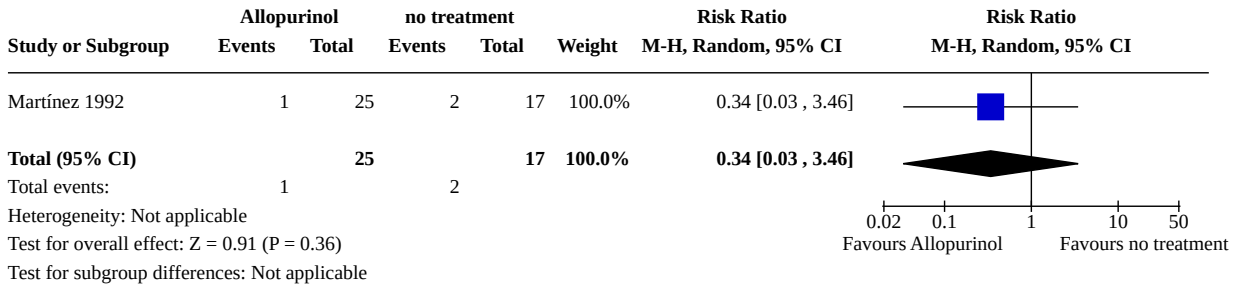 Allopurinol no treatment Risk Ratio Risk Ratio
Study or Subgroup Events Total Events Total Weight M-H, Random, 95% CI M-H, Random, 95% CI
Martínez 1992 1 25 2 17 100.0% 0.34 [0.03 , 3.46]
Total (95% CI) 25 17 100.0% 0.34 [0.03 , 3.46]
Total events: 1 2
Heterogeneity: Not applicable
0.02 0.1 1 10 50
Test for overall effect: Z = 0.91 (P = 0.36)
Favours Allopurinol Favours no treatment
Test for subgroup differences: Not applicable